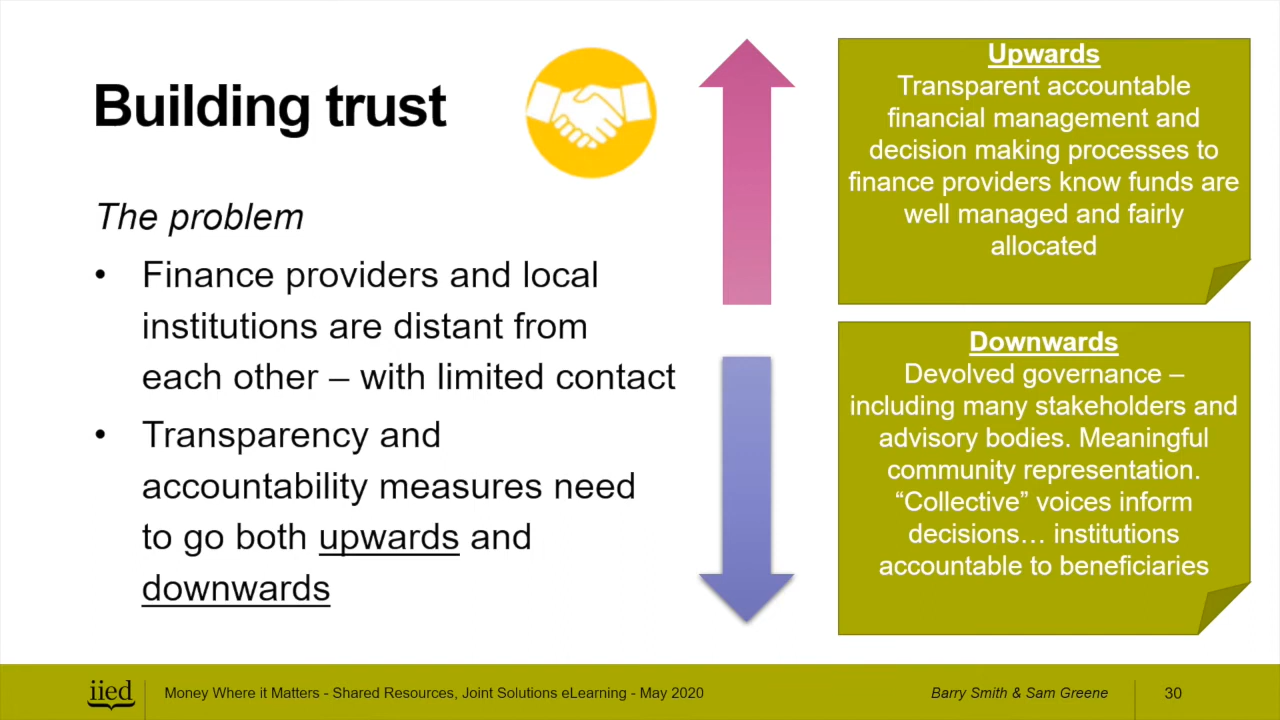 Building trust
The problem
• Finance providers and local
institutions are distant from
each other – with limited contact
• Transparency and
accountability measures need
to go both upwards and
downwards
Upwards
Transparent accountable
financial management and
decision making processes to
finance providers know funds are
well managed and fairly
allocated
Downwards
Devolved governance –
including many stakeholders and
advisory bodies. Meaningful
community representation.
“Collective” voices inform
decisions… institutions
accountable to beneficiaries
iied
Money Where it Matters - Shared Resources, Joint Solutions eLearning - May 2020
Barry Smith & Sam Greene
30